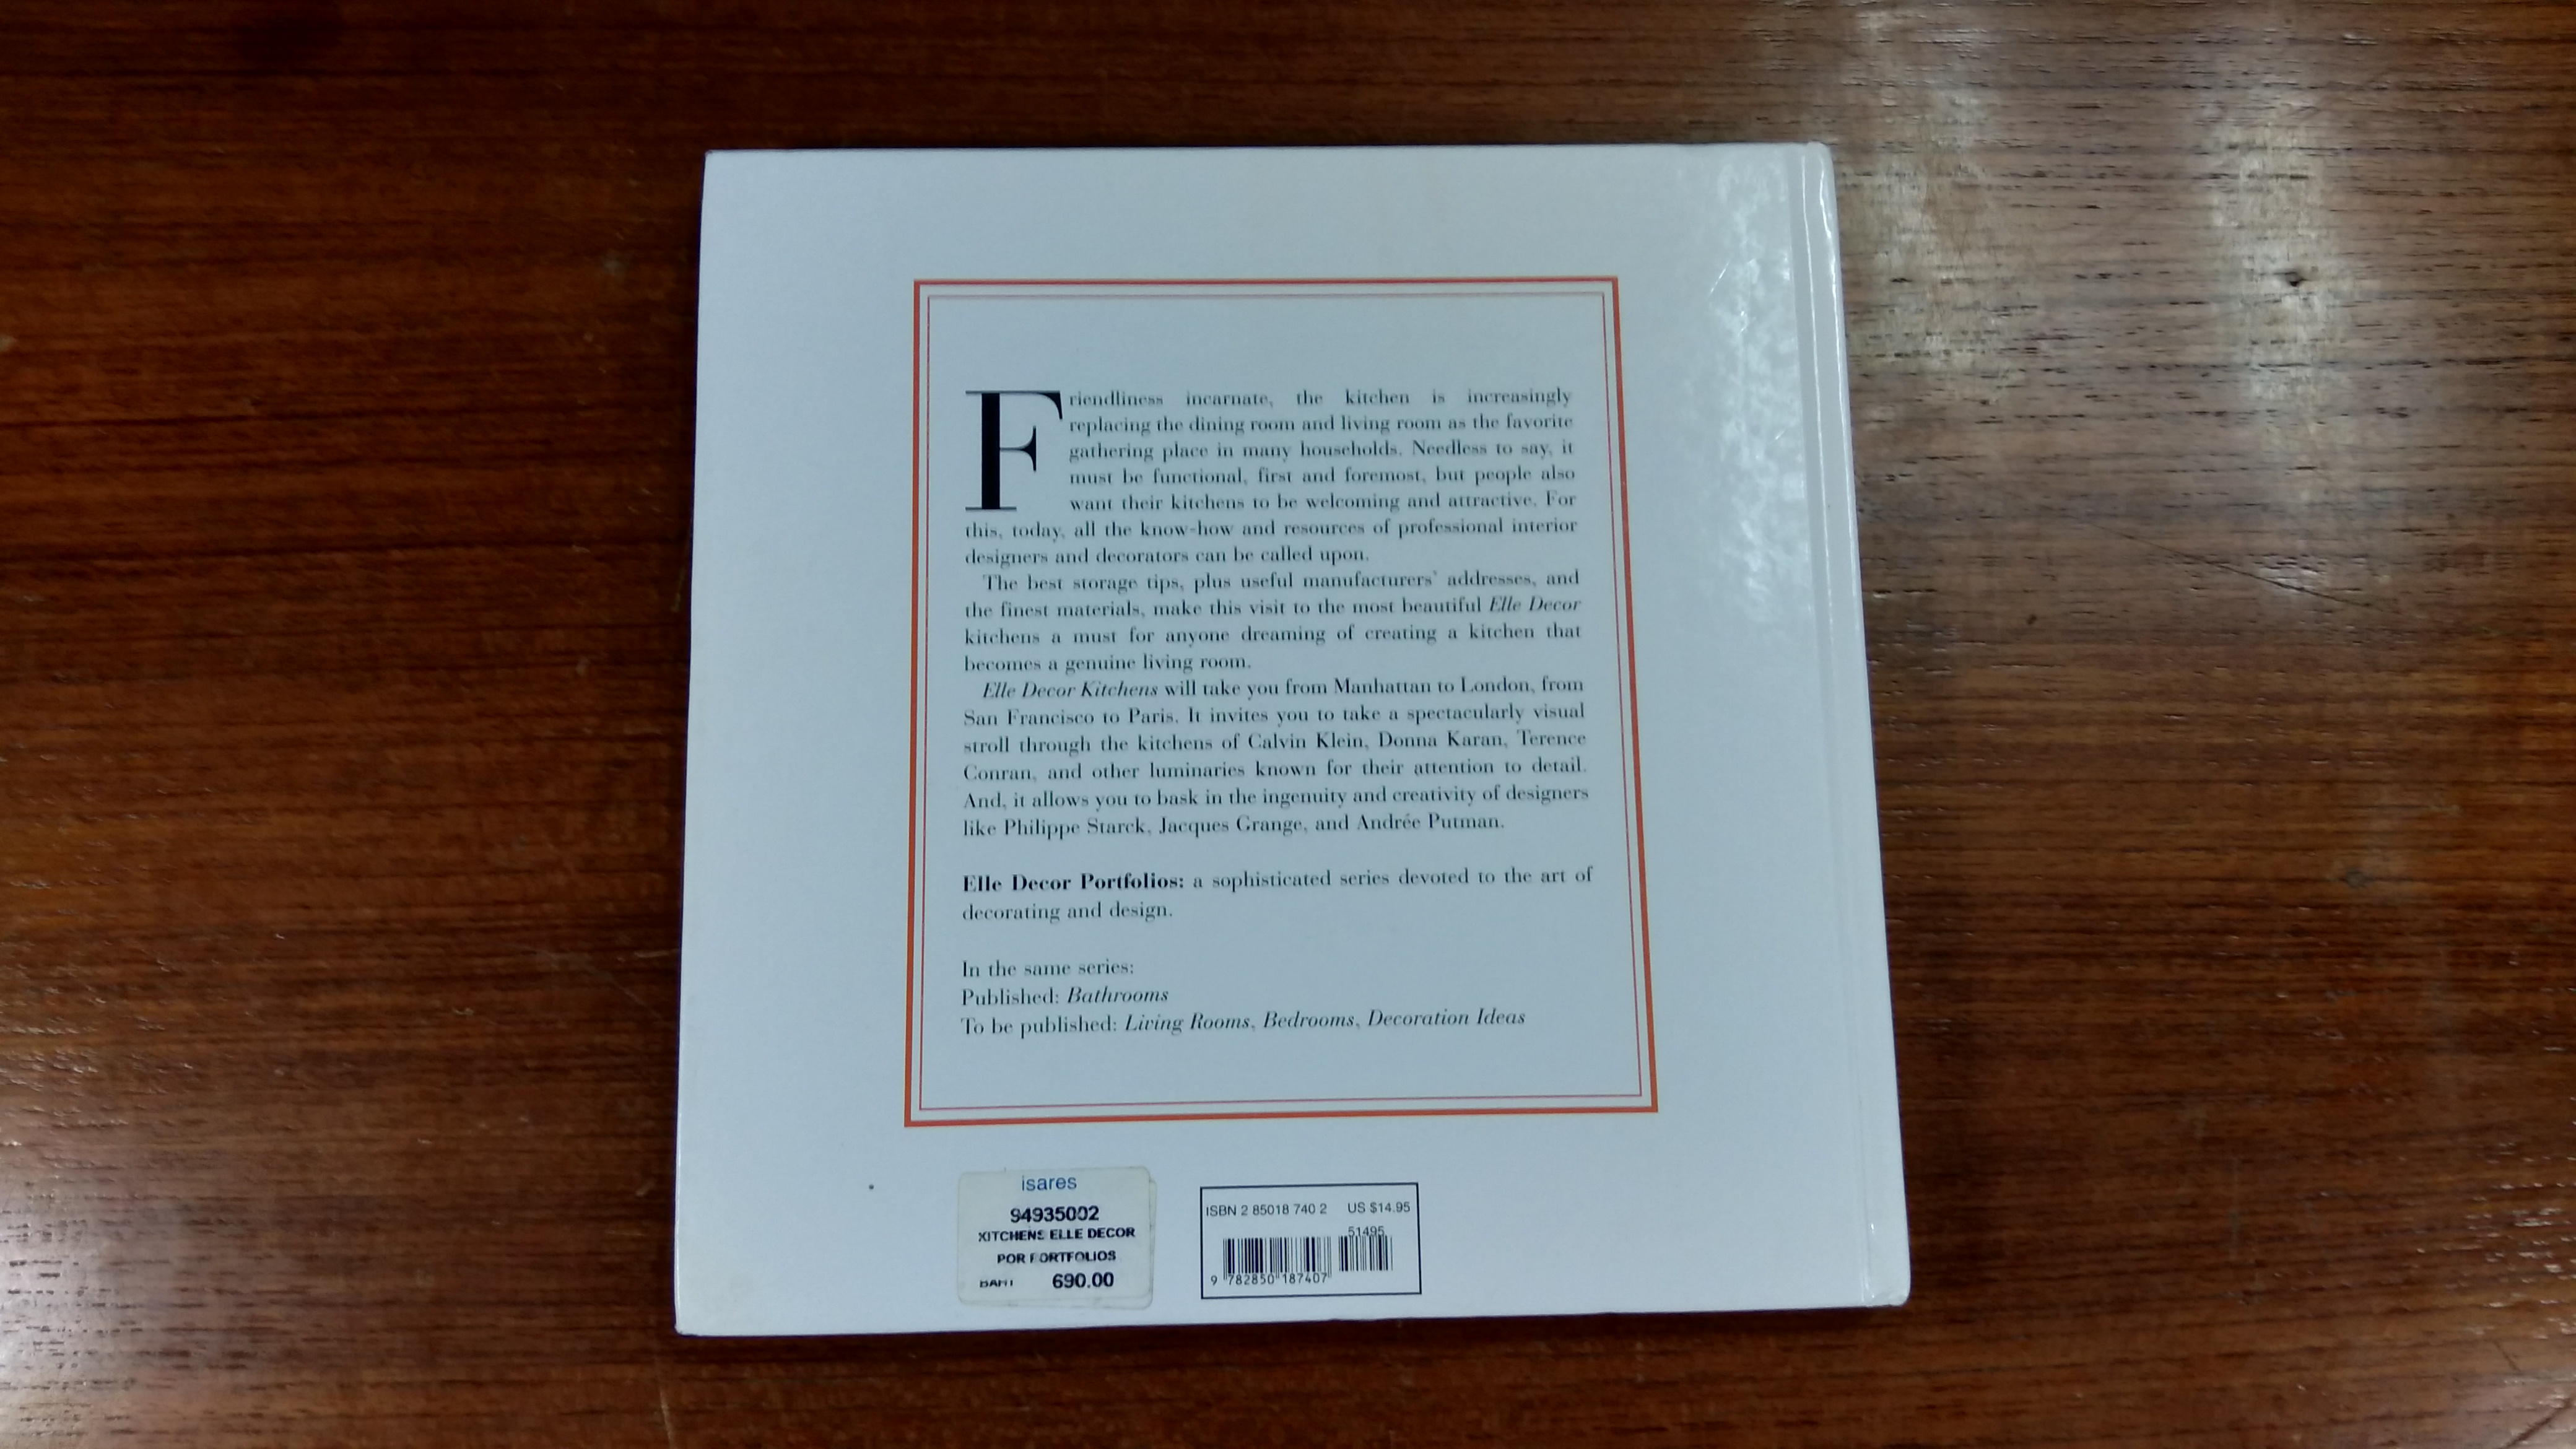 Friendliness incarnate, the kitchen is increasingly
replacing the dining room and living room as the favorite
gathering place in many households. Needless to say, it
must be functional, first and foremost, but people also
want their kitchens to be welcoming and attractive. For
this, today, all the know-how and resources of professional interior
designers and decorators can be called upon.
The best storage tips, plus useful manufacturers' addresses, and
the finest materials, make this visit to the most beautiful Elle Decor
kitchens a must for anyone dreaming of creating a kitchen that
becomes a genuine living room.
Elle Decor Kitchens will take you from Manhattan to London, from
San Francisco to Paris. It invites you to take a spectacularly visual
stroll through the kitchens of Calvin Klein, Donna Karan, Terence
Conran, and other luminaries known for their attention to detail.
And, it allows you to bask in the ingenuity and creativity of designers
like Philippe Starck, Jacques Grange, and Andrée Putman.
Elle Decor Portfolios: a sophisticated series devoted to the art of
decorating and design.
In the same series:
Published: Bathrooms
To be published: Living Rooms, Bedrooms, Decoration Ideas
isares
94935002
KITCHENS ELLE DECOR
POR PORTFOLIOS
BAHT 690.00
ISBN 2 85018 740 2 US $14.95
51495
9 782850 187407